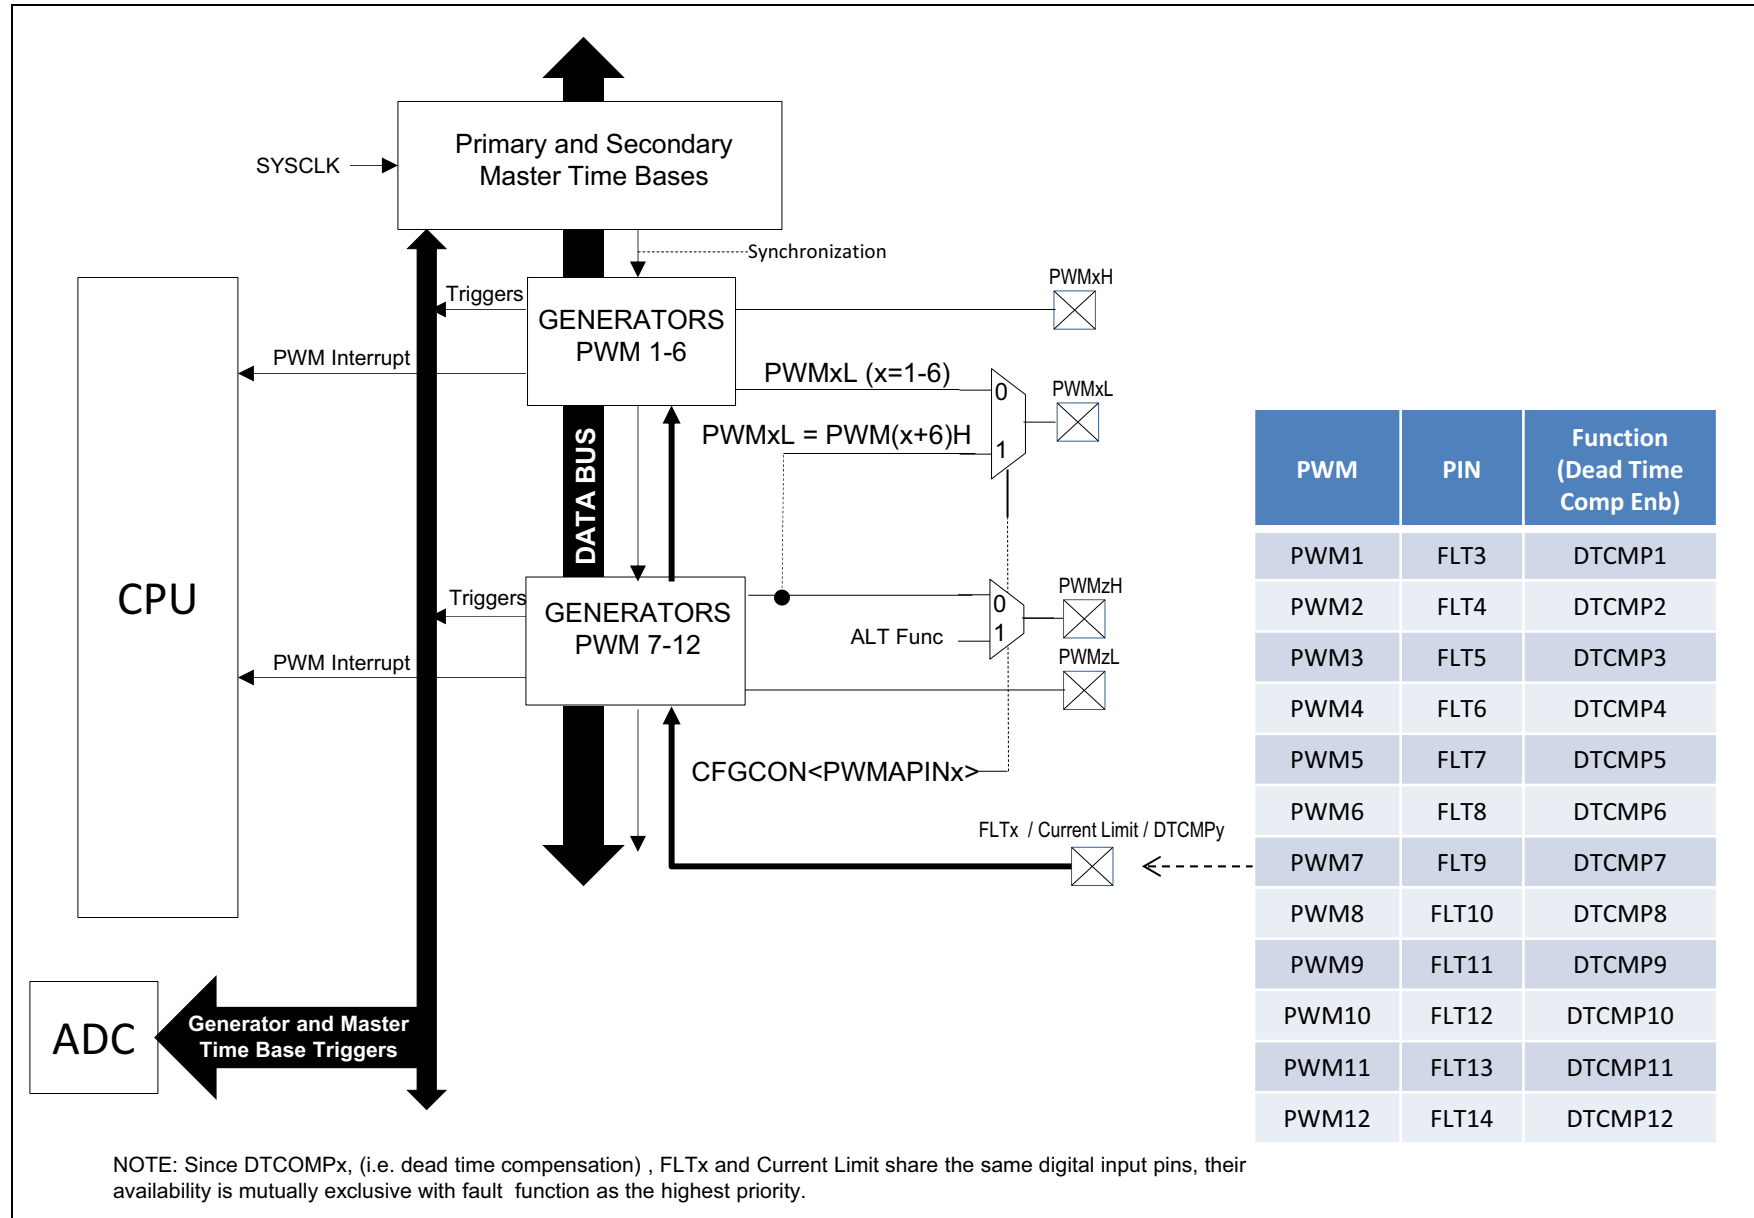 Primary and Secondary
Master Time Bases
SYSCLK
Synchronization
Triggers
GENERATORS
PWM 1-6
PWMxH
PWM Interrupt
PWMxL (x=1-6)
0
PWMxL
PWMxL = PWM(x+6)H
1
DATA BUS
CPU
Triggers
GENERATORS
PWM 7-12
0
PWMzH
ALT Func
1
PWM Interrupt
PWMzL
CFGCON<PWMAPINx>
FLTx / Current Limit / DTCMPy
ADC
Generator and Master
Time Base Triggers
PWM PIN Function
(Dead Time
Comp Enb)
PWM1 FLT3 DTCMP1
PWM2 FLT4 DTCMP2
PWM3 FLT5 DTCMP3
PWM4 FLT6 DTCMP4
PWM5 FLT7 DTCMP5
PWM6 FLT8 DTCMP6
PWM7 FLT9 DTCMP7
PWM8 FLT10 DTCMP8
PWM9 FLT11 DTCMP9
PWM10 FLT12 DTCMP10
PWM11 FLT13 DTCMP11
PWM12 FLT14 DTCMP12
NOTE: Since DTCOMPx, (i.e. dead time compensation) , FLTx and Current Limit share the same digital input pins, their
availability is mutually exclusive with fault function as the highest priority.